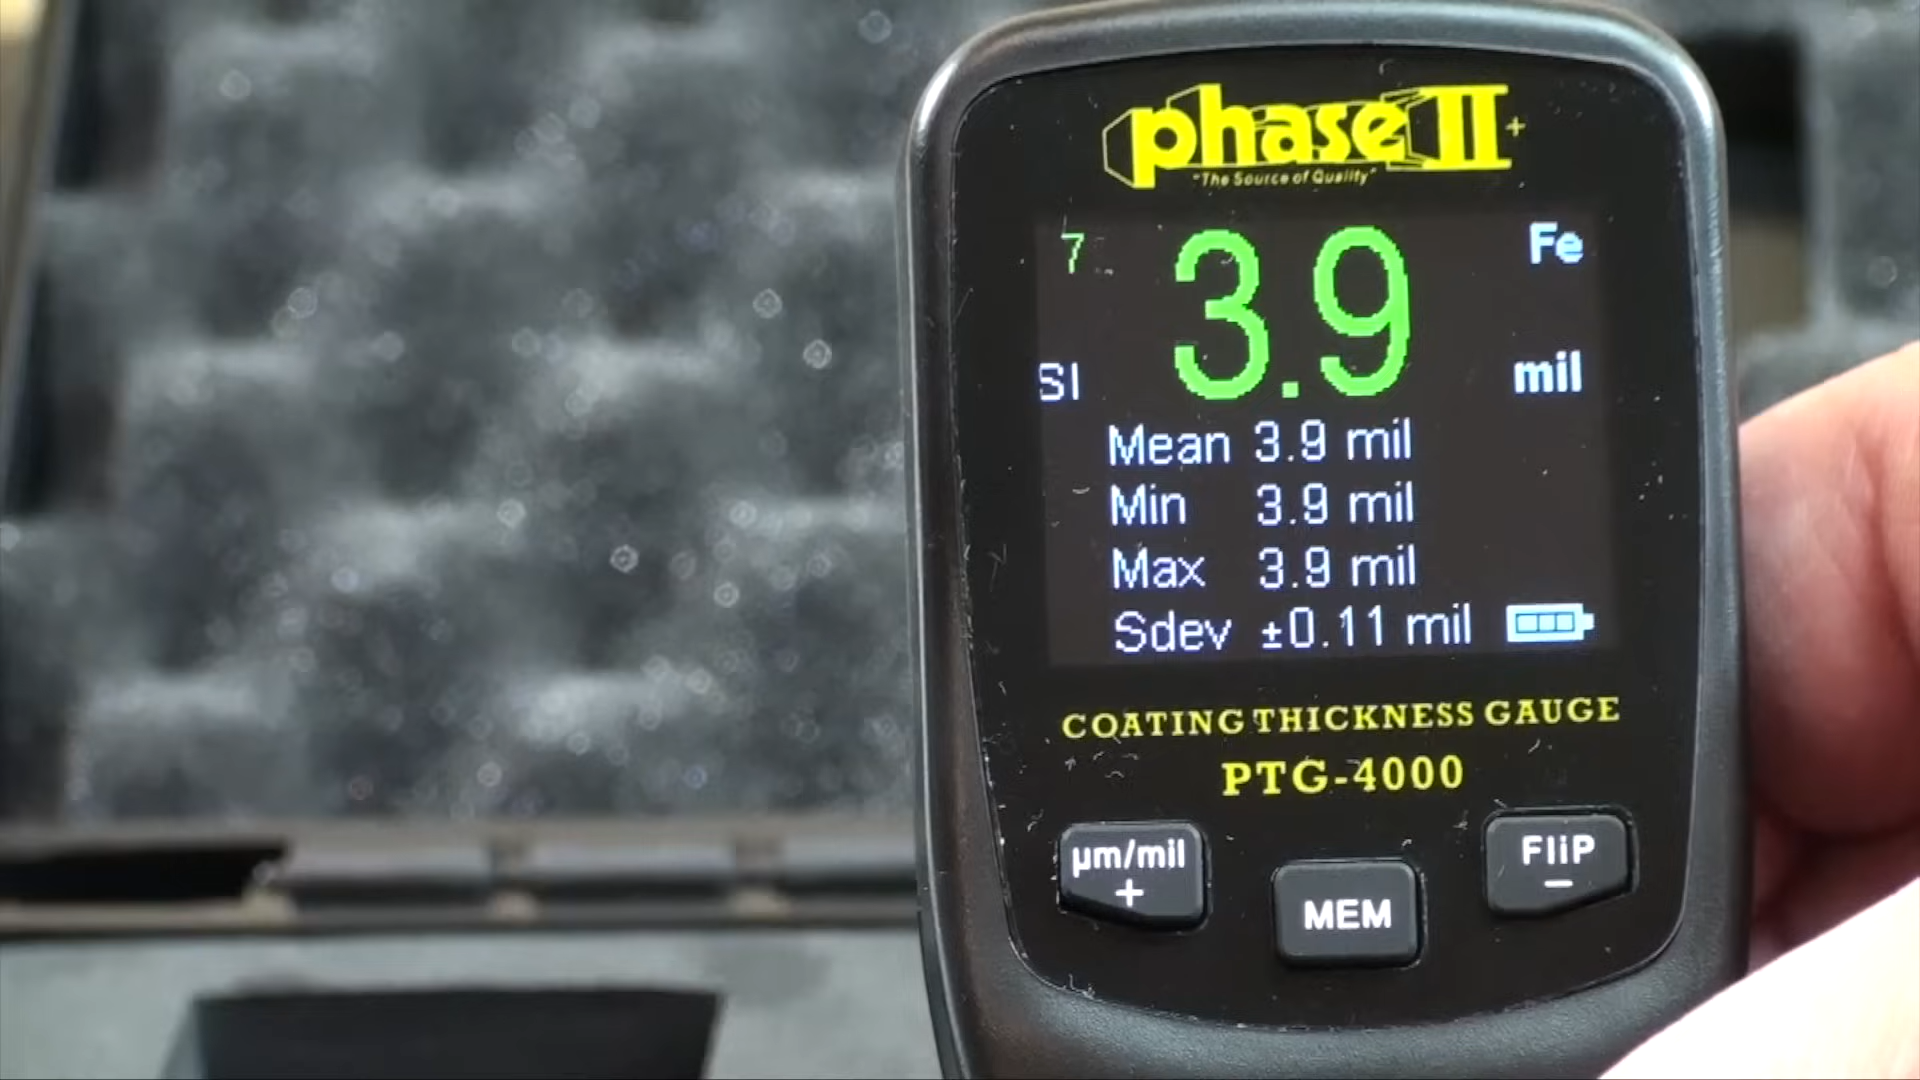 phase II+
"The Source of Quality"
7 3.9 Fe
SI mil
Mean 3.9 mil
Min 3.9 mil
Max 3.9 mil
Sdev ±0.11 mil
COATING THICKNESS GAUGE
PTG-4000
µm/mil
+
MEM
FLiP
–